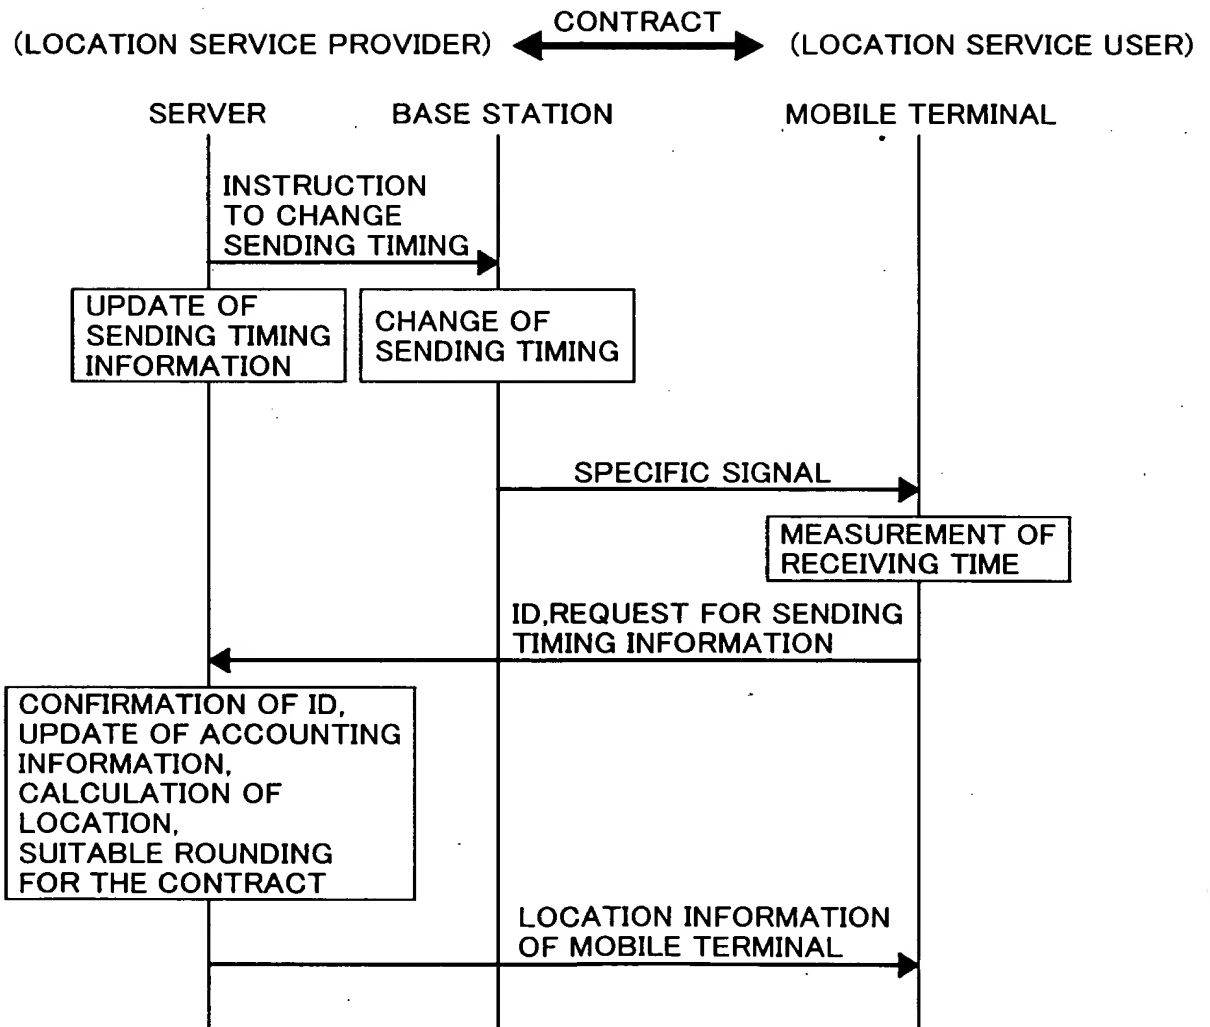 CONTRACT
(LOCATION SERVICE PROVIDER) (LOCATION SERVICE USER)
SERVER BASE STATION MOBILE TERMINAL
INSTRUCTION
TO CHANGE
SENDING TIMING
UPDATE OF
SENDING TIMING
INFORMATION
CHANGE OF
SENDING TIMING
SPECIFIC SIGNAL
MEASUREMENT OF
RECEIVING TIME
ID,REQUEST FOR SENDING
TIMING INFORMATION
CONFIRMATION OF ID,
UPDATE OF ACCOUNTING
INFORMATION,
CALCULATION OF
LOCATION,
SUITABLE ROUNDING
FOR THE CONTRACT
LOCATION INFORMATION
OF MOBILE TERMINAL